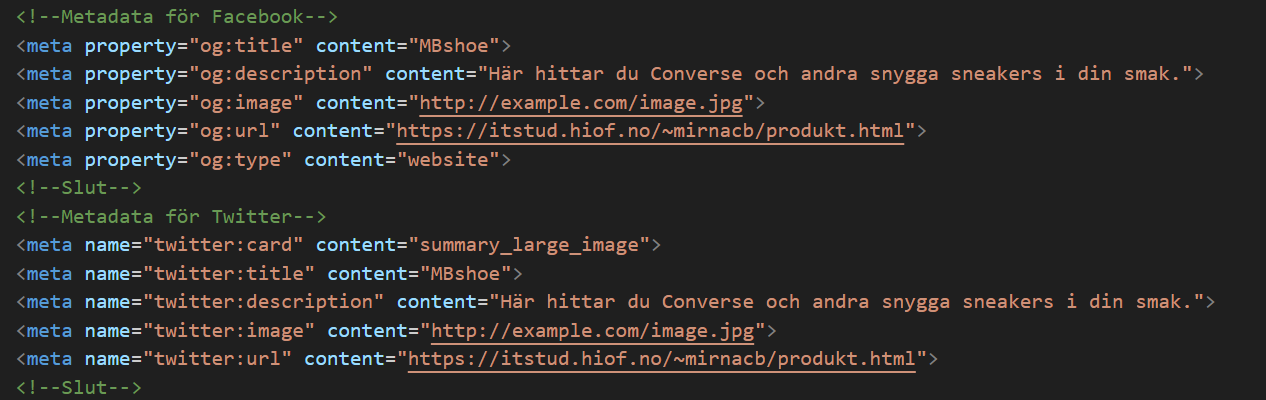 <!--Metadata för Facebook-->
<meta property="og:title" content="MBshoe">
<meta property="og:description" content="Här hittar du Converse och andra snygga sneakers i din smak.">
<meta property="og:image" content="http://example.com/image.jpg">
<meta property="og:url" content="https://itstud.hiof.no/~mirnacb/produkt.html">
<meta property="og:type" content="website">
<!--Slut-->
<!--Metadata för Twitter-->
<meta name="twitter:card" content="summary_large_image">
<meta name="twitter:title" content="MBshoe">
<meta name="twitter:description" content="Här hittar du Converse och andra snygga sneakers i din smak.">
<meta name="twitter:image" content="http://example.com/image.jpg">
<meta name="twitter:url" content="https://itstud.hiof.no/~mirnacb/produkt.html">
<!--Slut-->